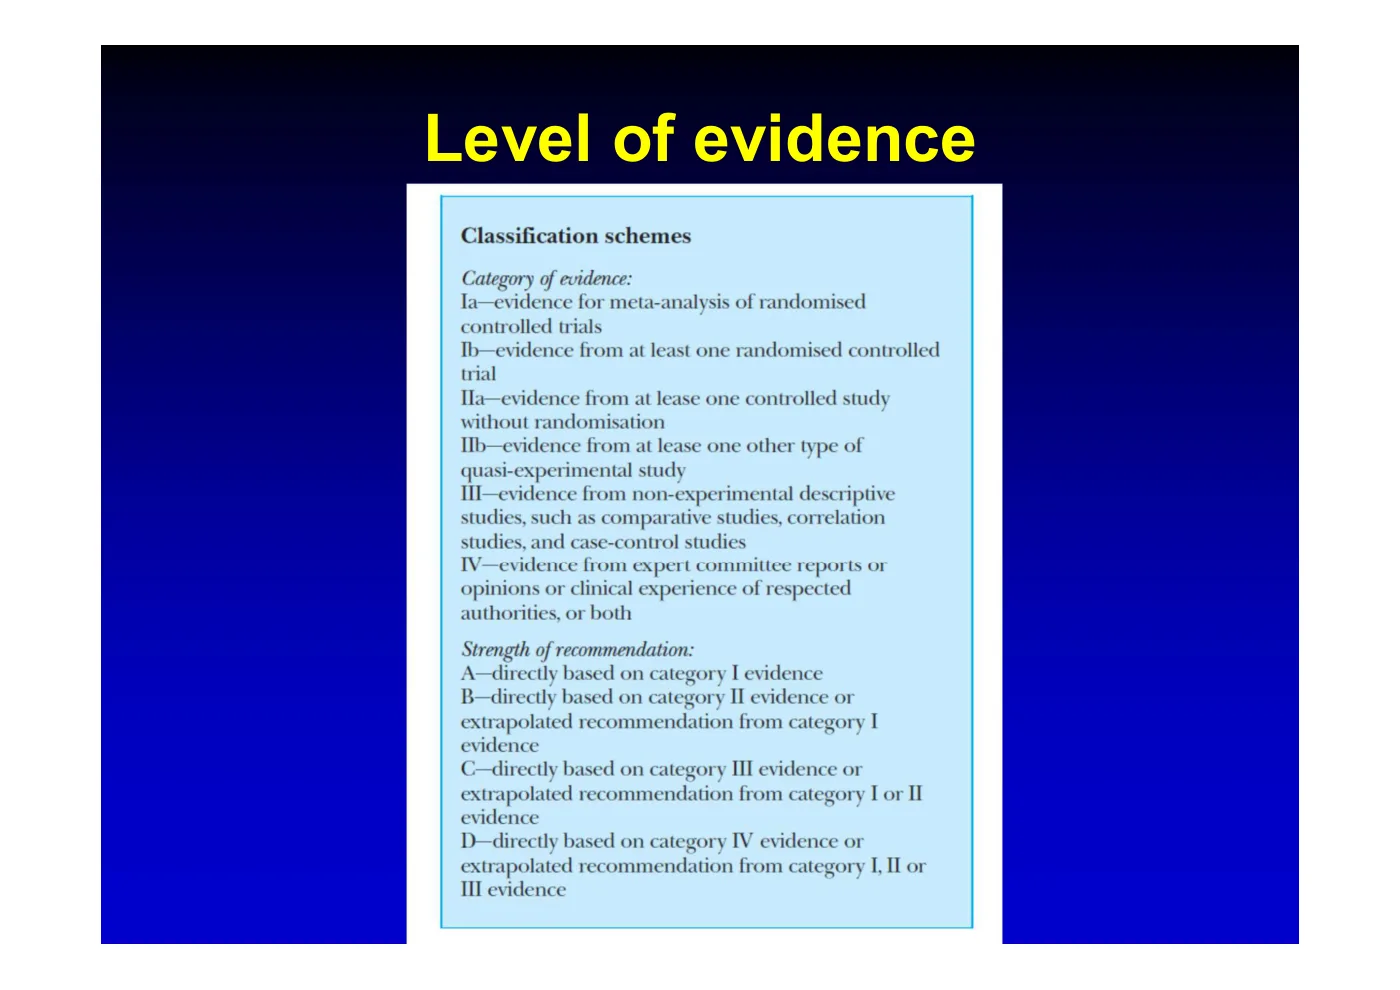 Level of evidence
Classification schemes
Category of evidence:
Ia—evidence for meta-analysis of randomised
controlled trials
Ib—evidence from at least one randomised controlled
trial
IIa—evidence from at lease one controlled study
without randomisation
IIb—evidence from at lease one other type of
quasi-experimental study
III—evidence from non-experimental descriptive
studies, such as comparative studies, correlation
studies, and case-control studies
IV—evidence from expert committee reports or
opinions or clinical experience of respected
authorities, or both
Strength of recommendation:
A—directly based on category I evidence
B—directly based on category II evidence or
extrapolated recommendation from category I
evidence
C—directly based on category III evidence or
extrapolated recommendation from category I or II
evidence
D—directly based on category IV evidence or
extrapolated recommendation from category I, II or
III evidence